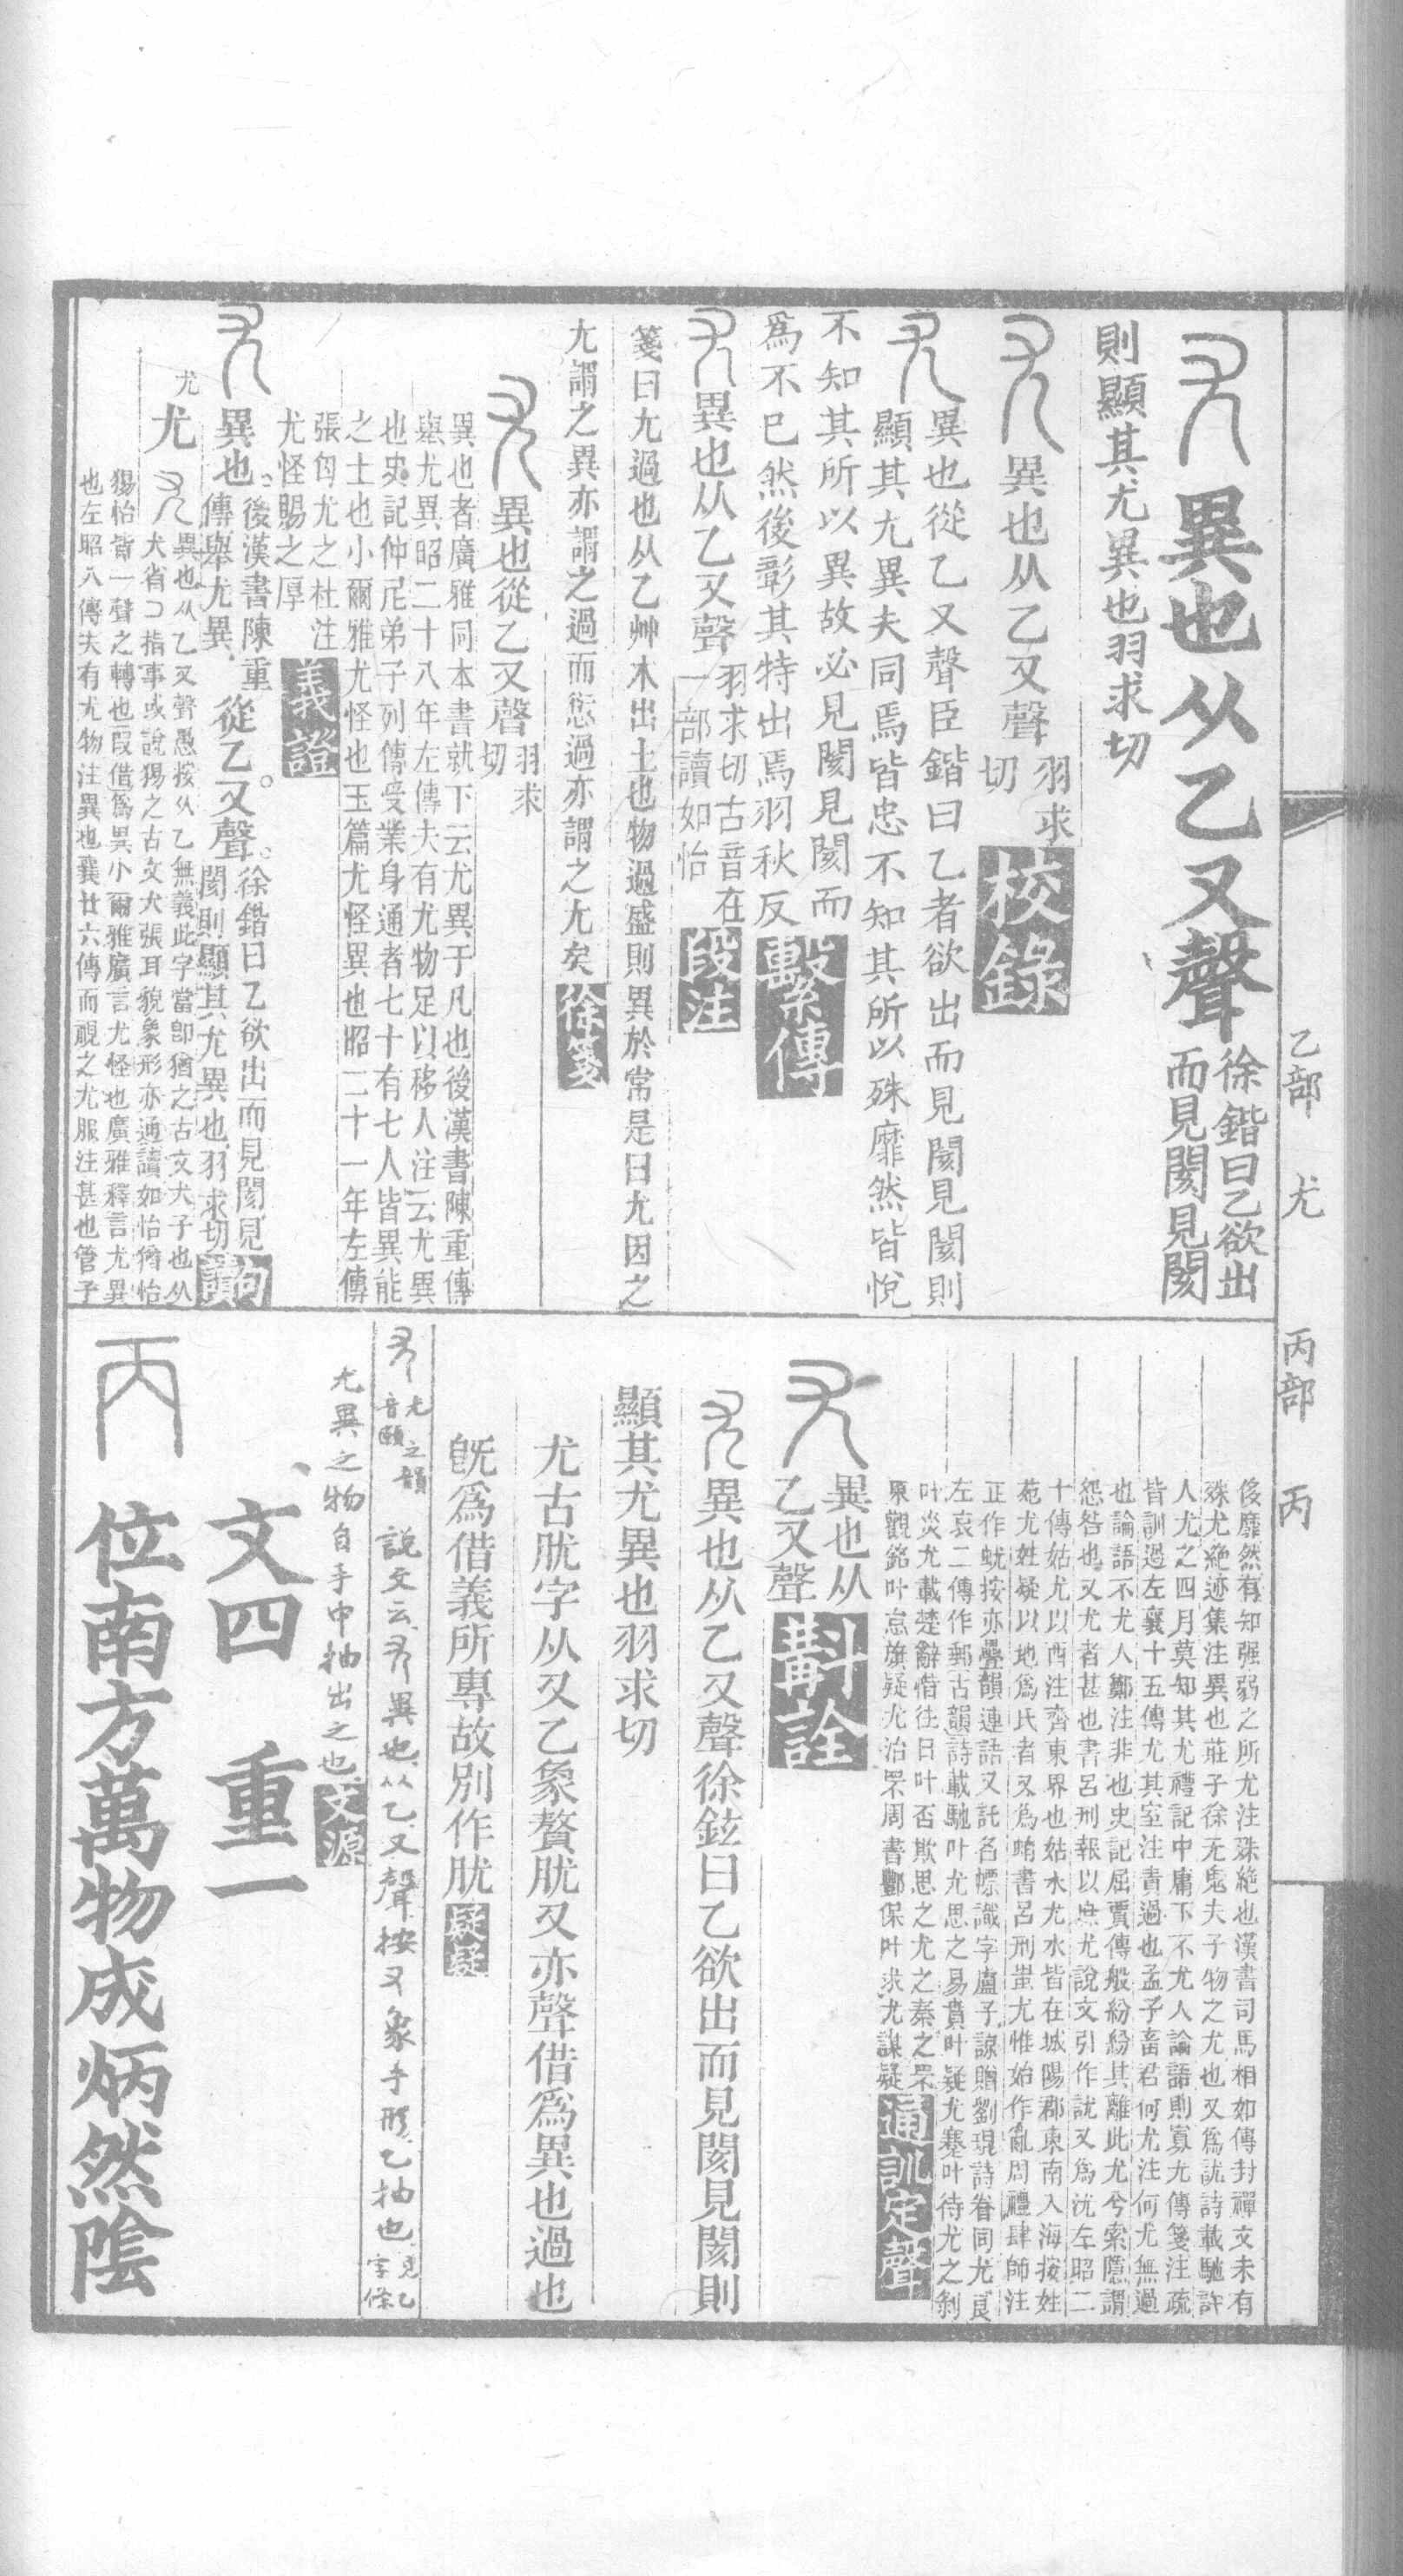 乙部 尤 丙部 丙
異也从乙又聲徐鍇曰乙欲出
而見閡見閡
則顯其尤異也羽求切
異也从乙又聲羽求
切校錄
異也從乙又聲臣鍇曰乙者欲出而見閡見閡則
顯其尤異夫同焉皆忠不知其所以殊靡然皆悅
不知其所以異故必見閡見閡而
爲不已然後彰其特出焉羽秋反繫傳
異也从乙又聲羽求切古音在
一部讀如怡段注
箋曰尤過也从乙艸木出土也物過盛則異於常是曰尤因之
尤謂之異亦謂之過而愆過亦謂之尤矣徐箋
異也從乙又聲羽求
切
異也者廣雅同本書就下云尤異于凡也後漢書陳重傳
舉尤異昭二十八年左傳夫有尤物足以移人注云尤異
也史記仲尼弟子列傳受業身通者七十有七人皆異能
之士也小爾雅尤怪也玉篇尤怪異也昭二十一年左傳
張匄尤之杜注
尤怪賜之厚義證
異也後漢書陳重
傳舉尤異從乙又聲徐鍇曰乙欲出而見閡見
閡則顯其尤異也羽求切句讀
尤
尤異也从乙又聲愚按从乙無義此字當卽猶之古文犬子也从
犬省コ指事或說猲之古文犬張耳貌象形亦通讀如怡猶怡
猲怡皆一聲之轉也叚借爲異小爾雅廣言尤怪也廣雅釋言尤異
也左昭八傳夫有尤物注異也襄廿六傳而視之尤服注甚也管子
侈靡然有知强弱之所尤注殊絶也漢書司馬相如傳封禪文未有
殊尤絶迹集注異也莊子徐无鬼夫子物之尤也又爲訧詩載馳許
人尤之四月莫知其尤禮記中庸下不尤人論語則寡尤傳箋注疏
皆訓過左襄十五傳尤其室注責過也孟子畜君何尤注何尤無過
也論語不尤人鄭注非也史記屈賈傳般紛紛其離此尤兮索隱謂
怨咎也又尤者甚也書呂刑報以庶尤說文引作訧又爲沋左昭二
十傳姑尤以西注齊東界也姑水尤水皆在城陽郡東南入海按姓
苑尤姓疑以地爲氏者又爲蚘書呂刑蚩尤惟始作亂周禮肆師注
正作蚘按亦疊韻連語又託名幖識字盧子諒贈劉琨詩眷同尤良
左哀二傳作郵古韻詩載馳叶尤思之易賁叶疑尤蹇叶待尤之剝
叶災尤載楚辭惜往日叶否欺思之尤之秦之罘
東觀銘叶怠旗疑尤治罘周書酆保叶求尤謀疑通訓定聲
異也从
乙又聲斠詮
異也从乙又聲徐鉉曰乙欲出而見閡見閡則
顯其尤異也羽求切
尤古肬字从又乙象贅肬又亦聲借爲異也過也
旣爲借義所專故別作肬疑疑
尤之韻
音頤
說文云異也从乙又聲按又象手形乙抽也見乙
字條
尤異之物自手中抽出之也文源
文四 重一
丙 位南方萬物成炳然陰